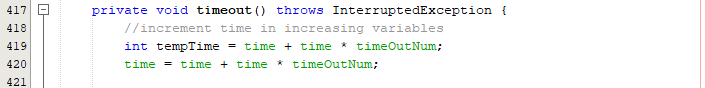 417 private void timeout() throws InterruptedException {
418 //increment time in increasing variables
419 int tempTime = time + time * timeOutNum;
420 time = time + time * timeOutNum;
421